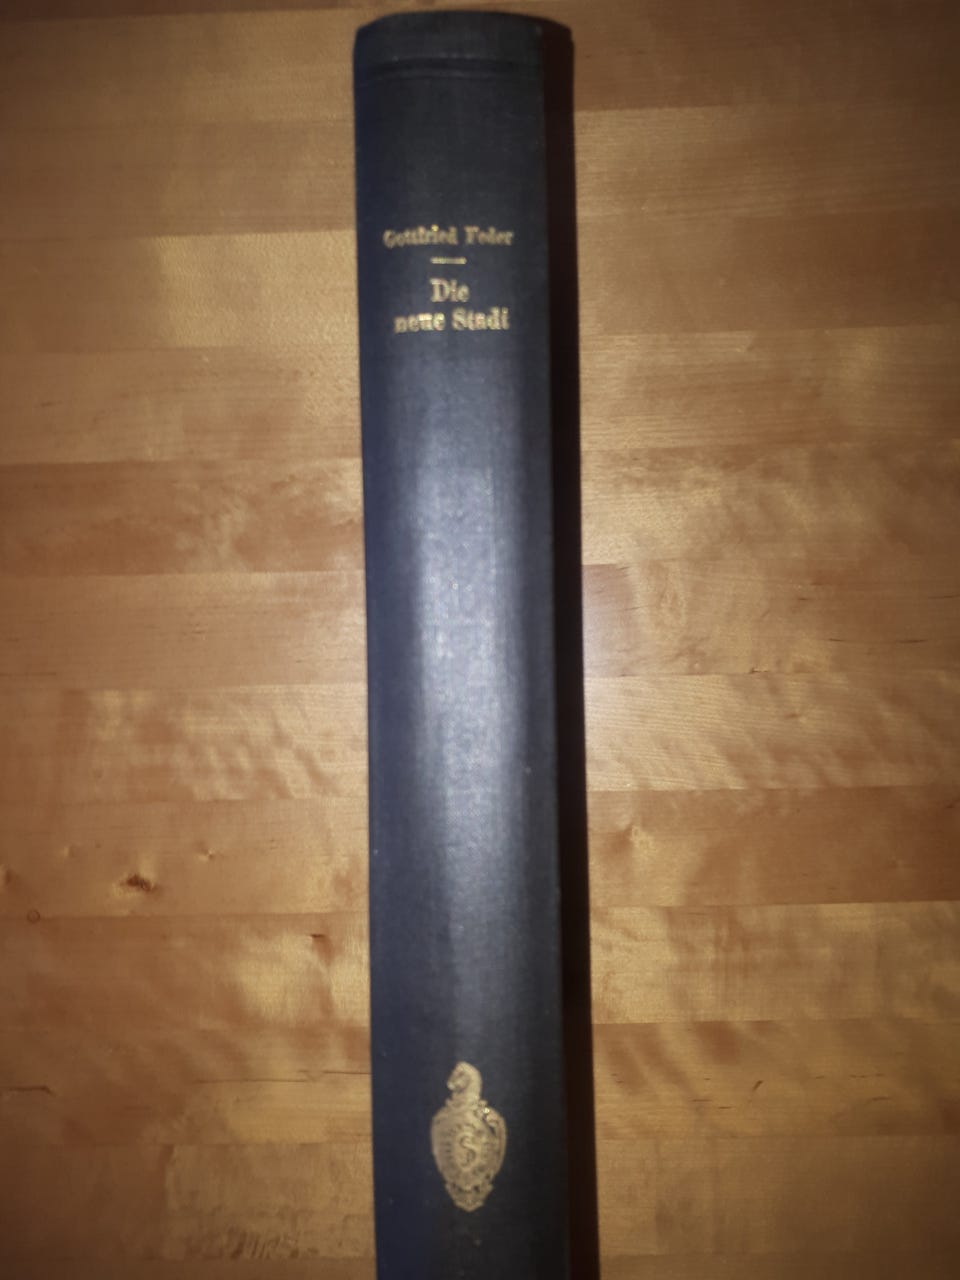 Gottfried Feder
Die
neue Stadt